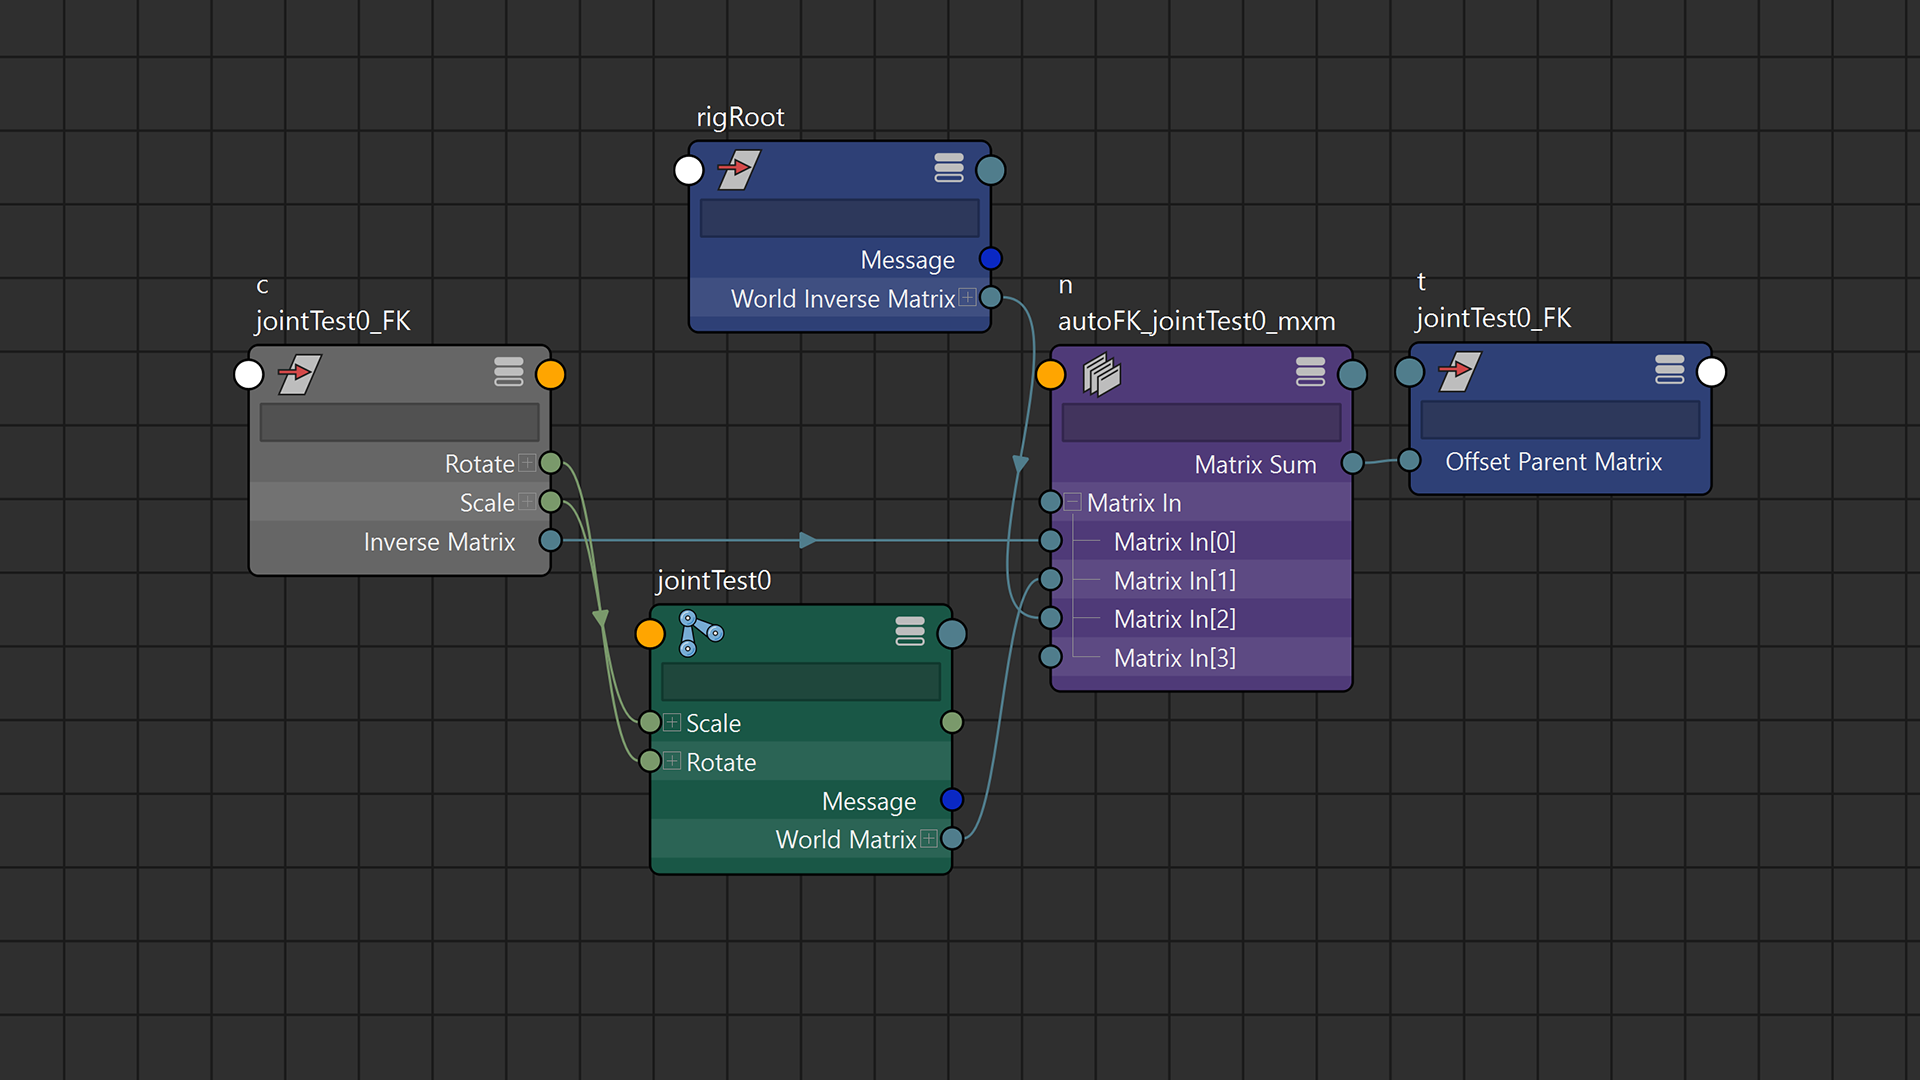 rigRoot
Message
World Inverse Matrix
c
jointTest0_FK
Rotate
Scale
Inverse Matrix
jointTest0
Scale
Rotate
Message
World Matrix
n
autoFK_jointTest0_mxm
Matrix Sum
Matrix In
Matrix In[0]
Matrix In[1]
Matrix In[2]
Matrix In[3]
t
jointTest0_FK
Offset Parent Matrix